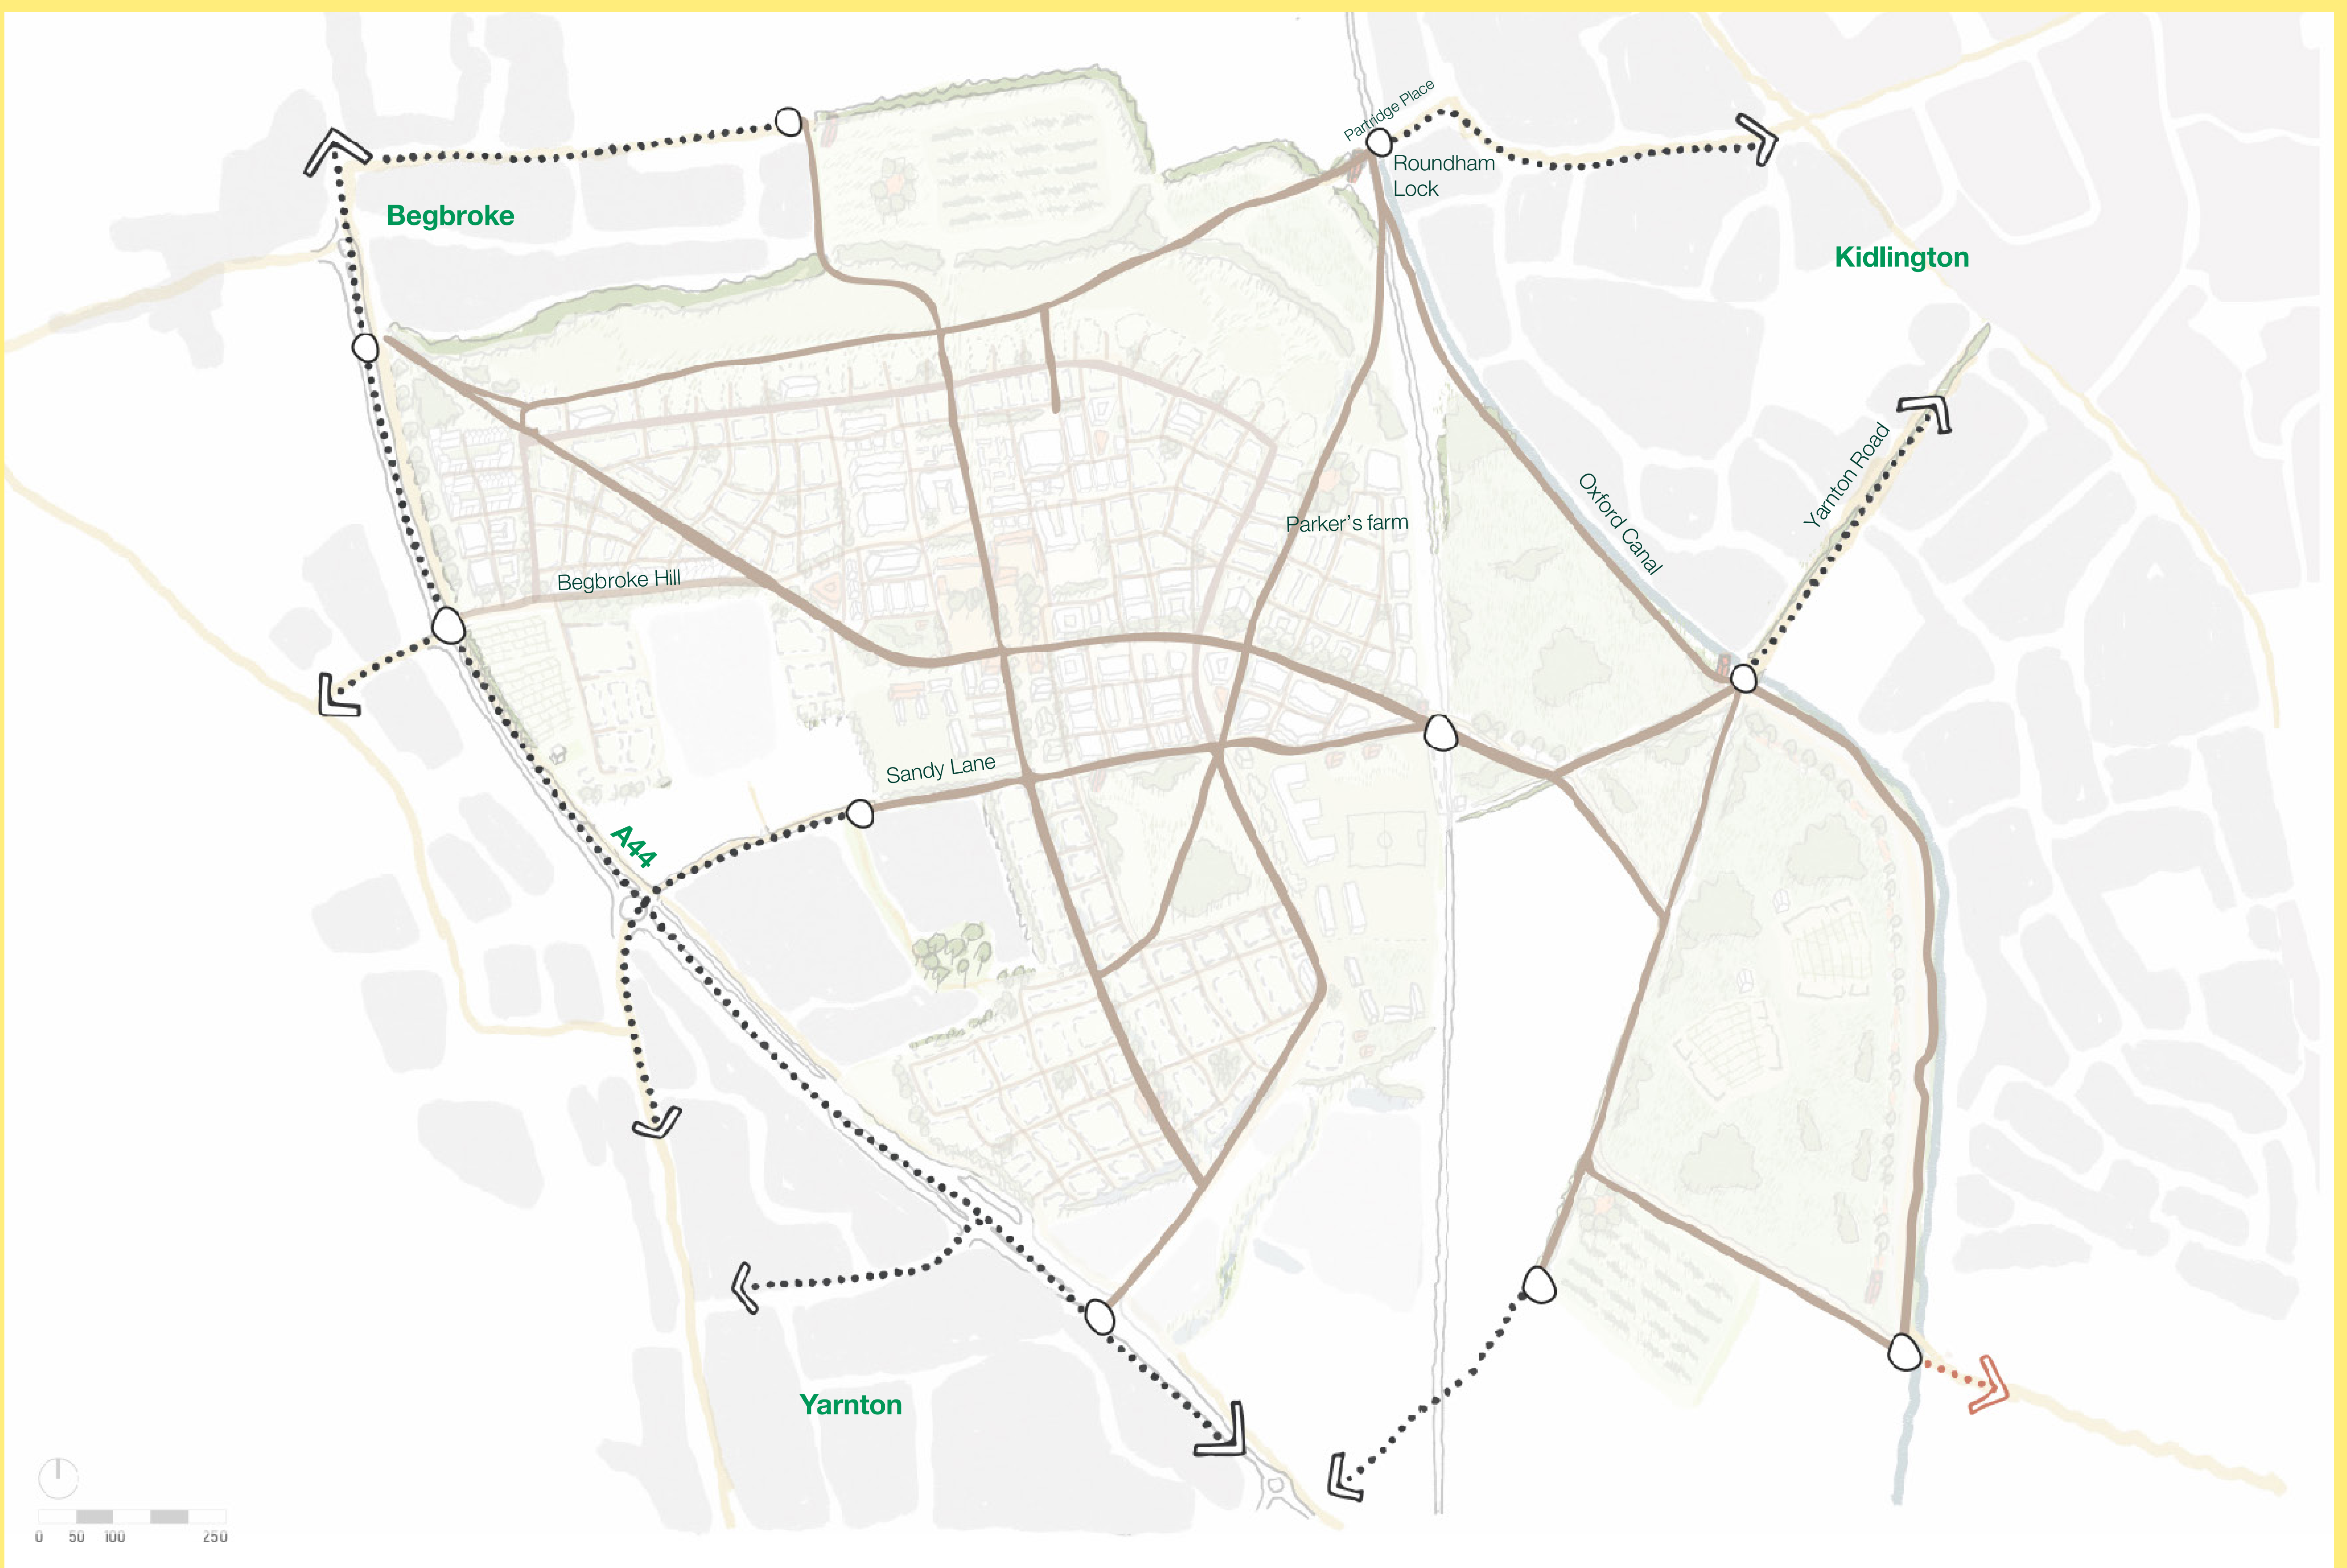 Partridge Place
Roundham
Lock
Begbroke
Kidlington
Yarnton Road
Oxford Canal
Parker’s farm
Begbroke Hill
Sandy Lane
A44
Yarnton
0 50 100 250